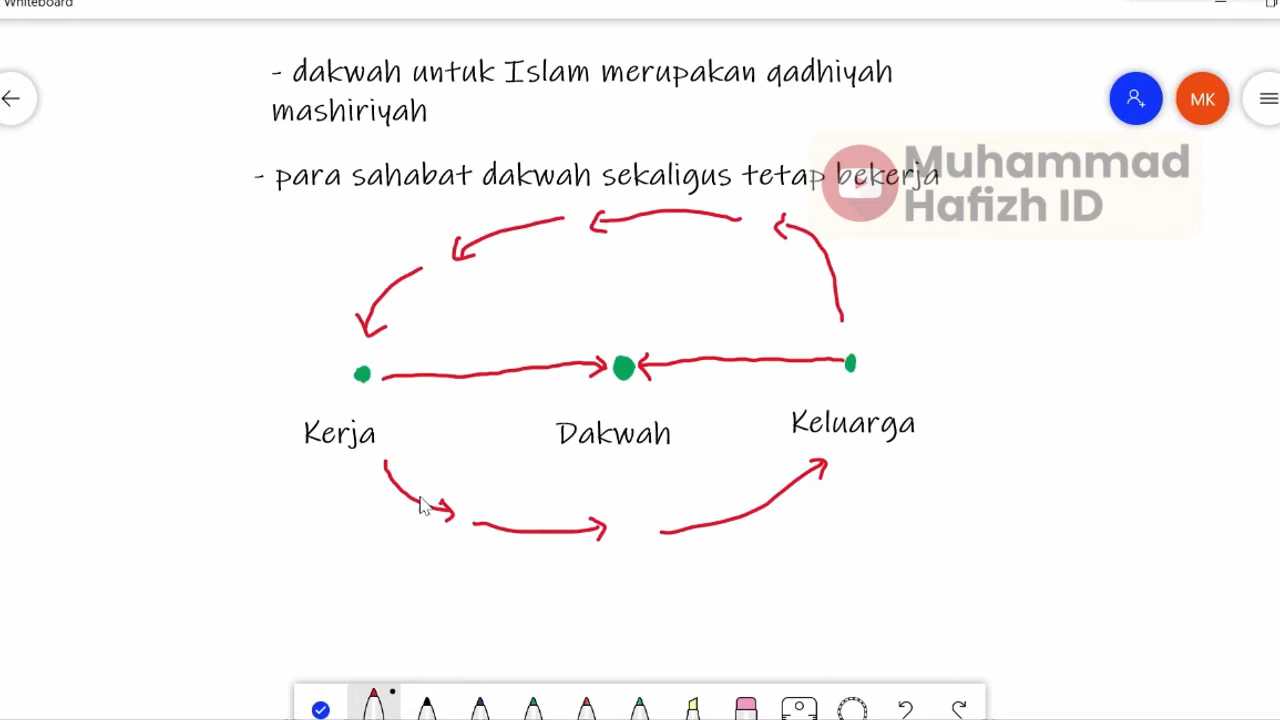 Whiteboard
- dakwah untuk Islam merupakan qadhiyah
mashiriyah
MK
- para sahabat dakwah sekaligus tetap bekerja
Muhammad
Hafizh ID
Kerja
Dakwah
Keluarga